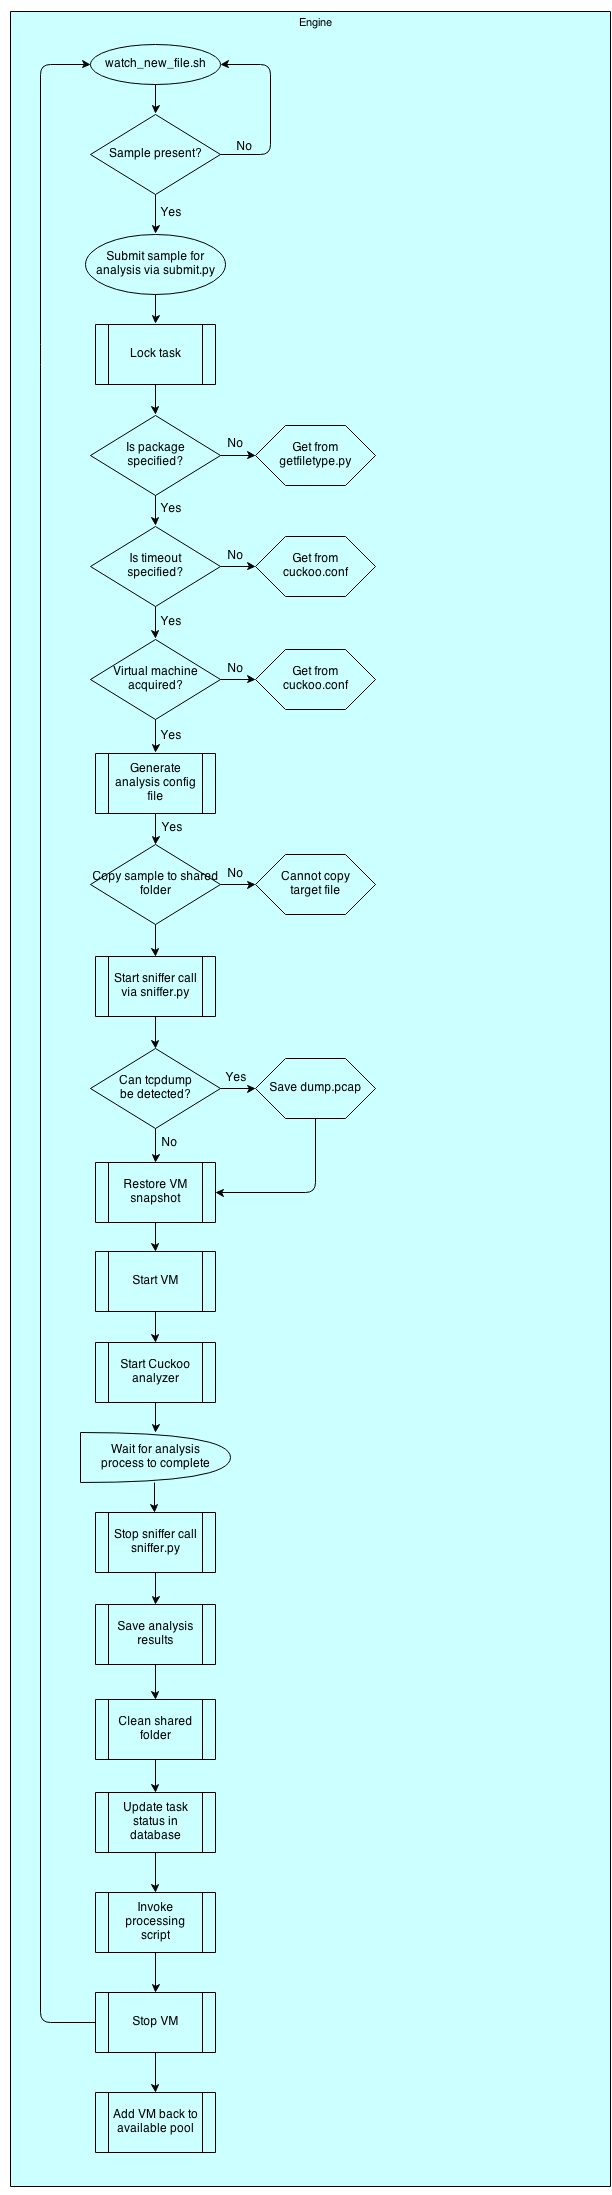 Engine
watch_new_file.sh
Sample present?
No
Yes
Submit sample for
analysis via submit.py
Lock task
Is package
specified?
No
Get from
getfiletype.py
Yes
Is timeout
specified?
No
Get from
cuckoo.conf
Yes
Virtual machine
acquired?
No
Get from
cuckoo.conf
Yes
Generate
analysis config
file
Yes
Copy sample to shared
folder
No
Cannot copy
target file
Start sniffer call
via sniffer.py
Can tcpdump
be detected?
Yes
Save dump.pcap
No
Restore VM
snapshot
Start VM
Start Cuckoo
analyzer
Wait for analysis
process to complete
Stop sniffer call
sniffer.py
Save analysis
results
Clean shared
folder
Update task
status in
database
Invoke
processing
script
Stop VM
Add VM back to
available pool